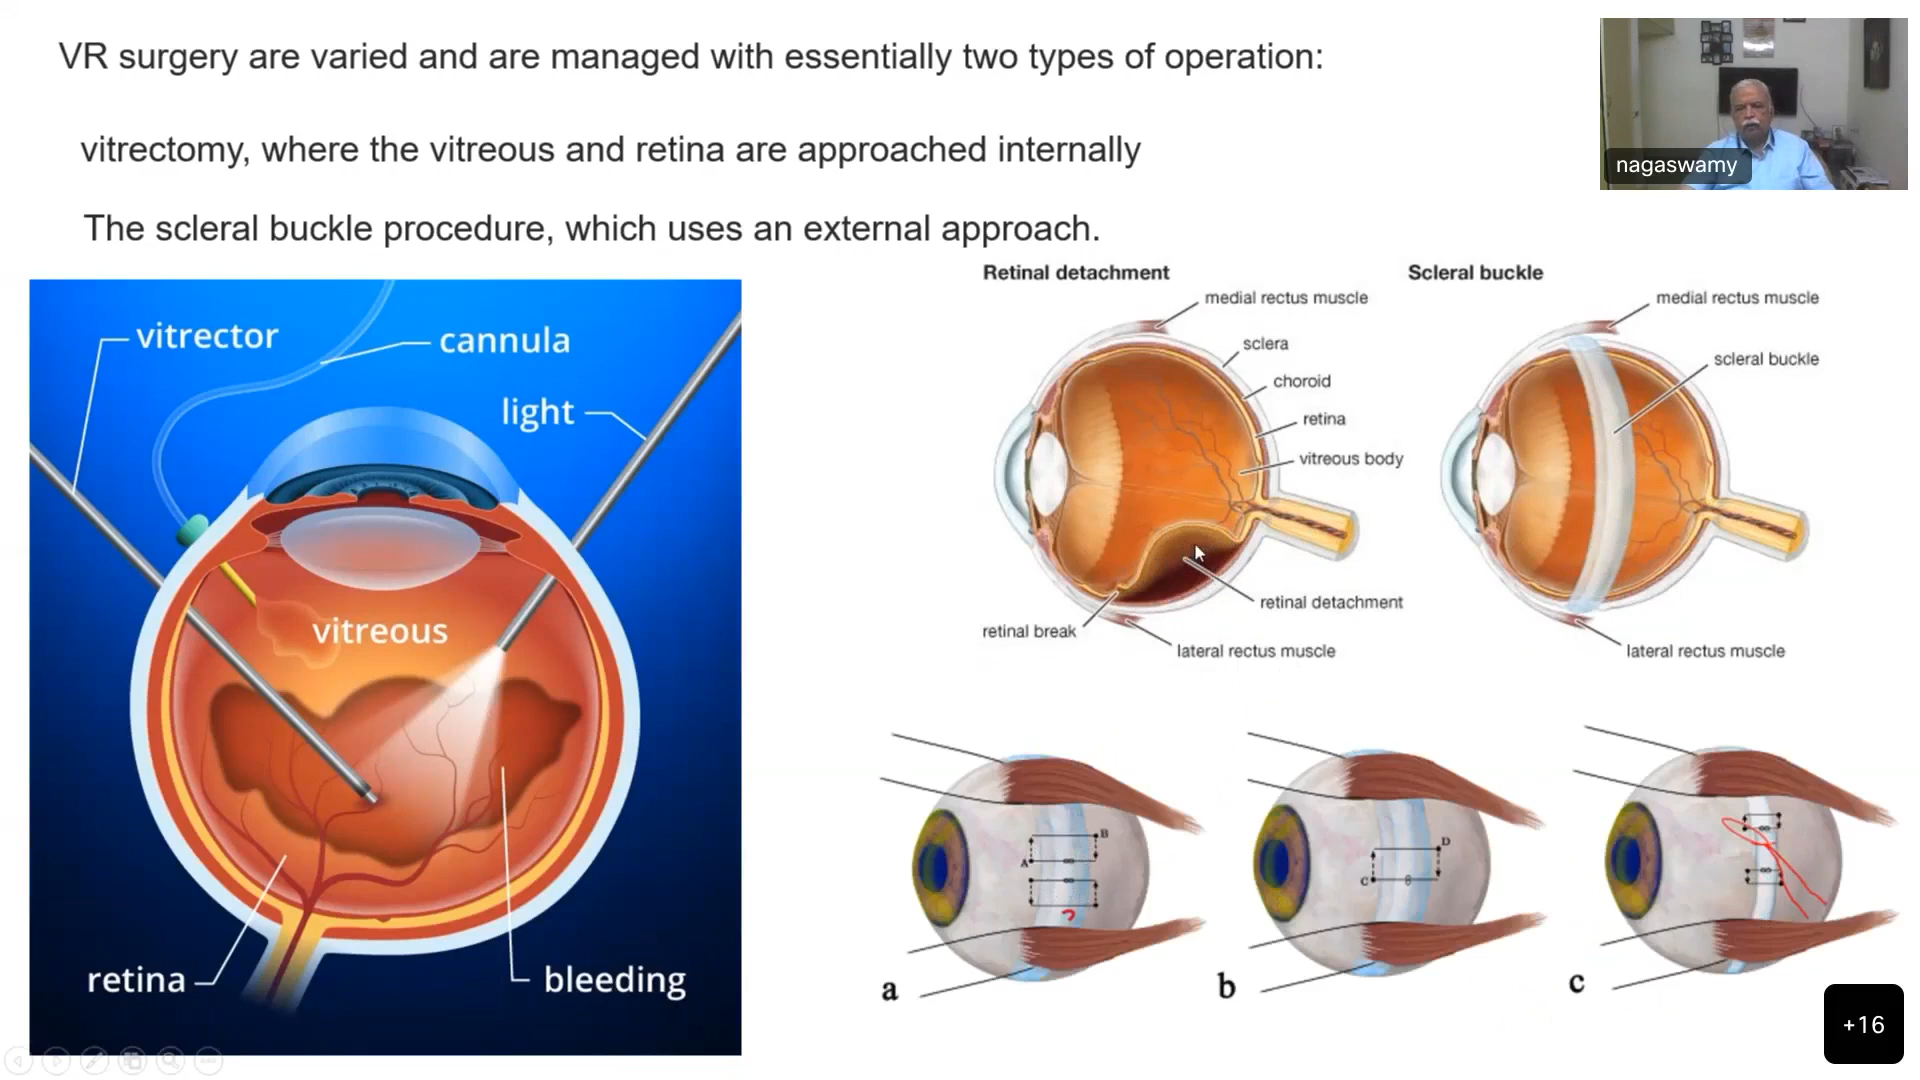 VR surgery are varied and are managed with essentially two types of operation:
vitrectomy, where the vitreous and retina are approached internally
The scleral buckle procedure, which uses an external approach.
nagaswamy
vitrector
cannula
light
vitreous
retina
bleeding
Retinal detachment
medial rectus muscle
sclera
choroid
retina
vitreous body
retinal detachment
retinal break
lateral rectus muscle
Scleral buckle
medial rectus muscle
scleral buckle
lateral rectus muscle
A
B
a
C
D
b
c
+16